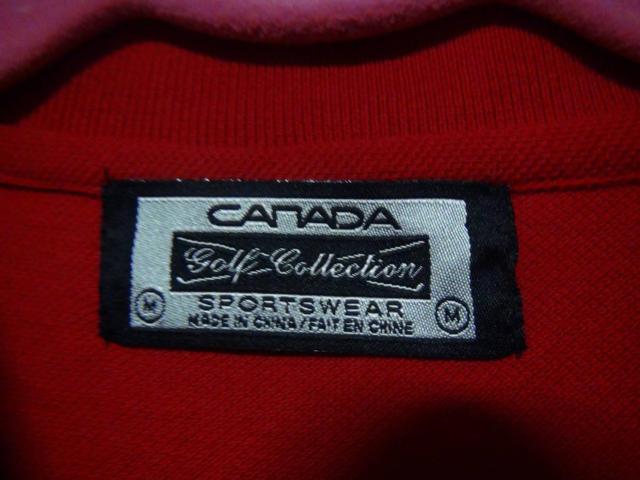 CANADA
Golf Collection
SPORTSWEAR
M MADE IN CHINA/FAIT EN CHINE M